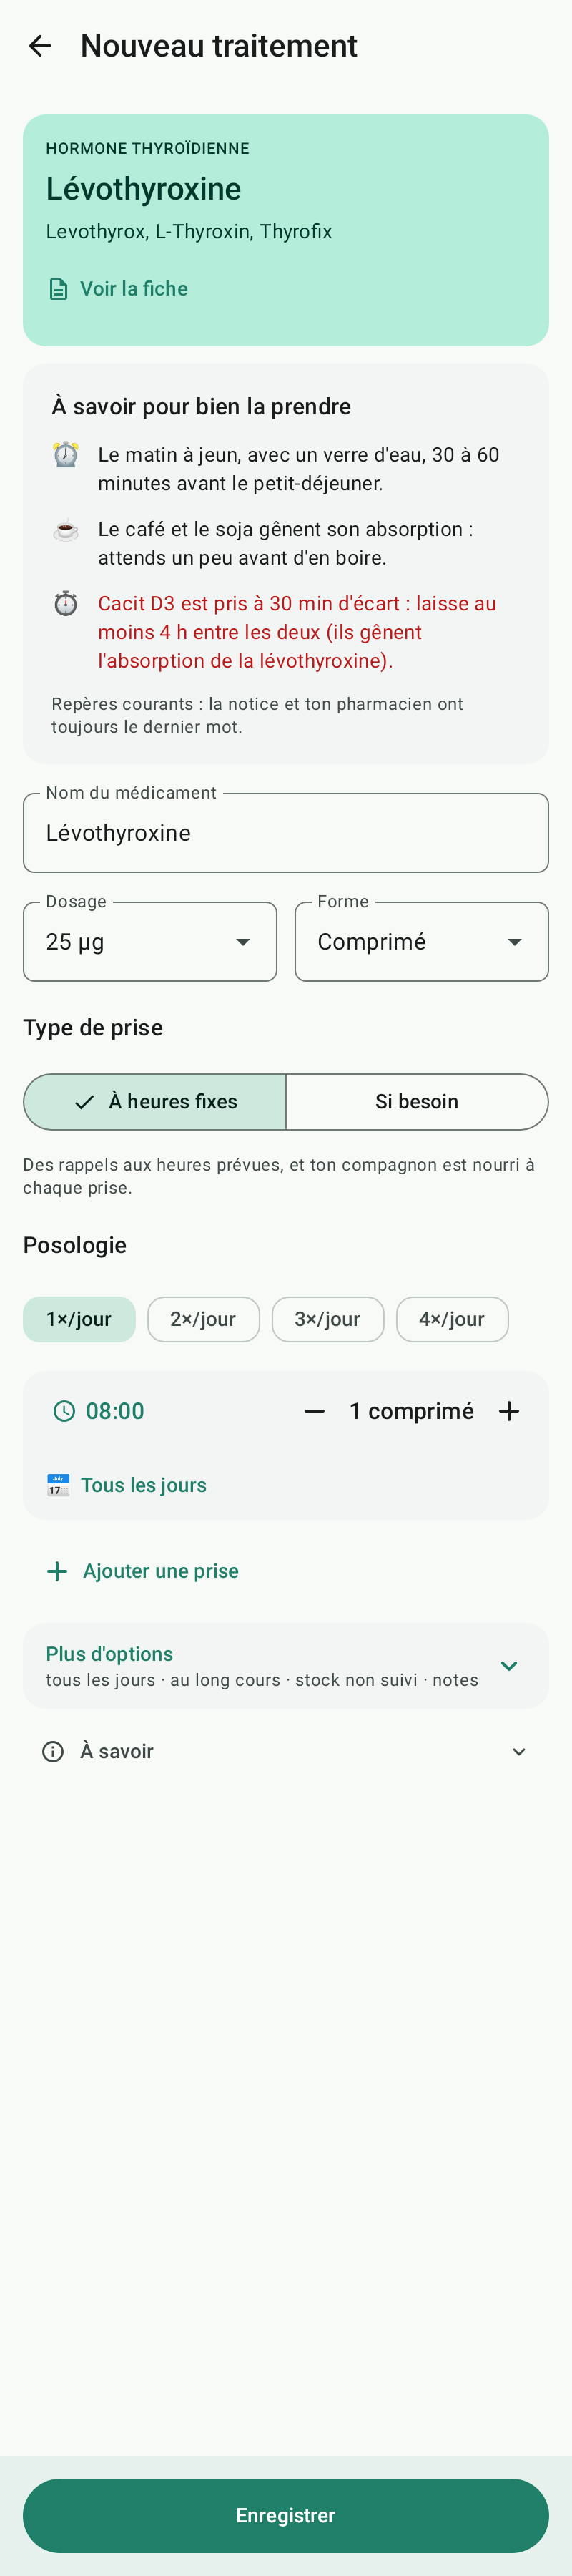 Nouveau traitement
HORMONE THYROÏDIENNE
Lévothyroxine
Levothyrox, L-Thyroxin, Thyrofix
Voir la fiche
À savoir pour bien la prendre
Le matin à jeun, avec un verre d'eau, 30 à 60
minutes avant le petit-déjeuner.
Le café et le soja gênent son absorption :
attends un peu avant d'en boire.
Cacit D3 est pris à 30 min d'écart : laisse au
moins 4 h entre les deux (ils gênent
l'absorption de la lévothyroxine).
Repères courants : la notice et ton pharmacien ont
toujours le dernier mot.
Nom du médicament
Lévothyroxine
Dosage
25 µg
Forme
Comprimé
Type de prise
À heures fixes
Si besoin
Des rappels aux heures prévues, et ton compagnon est nourri à
chaque prise.
Posologie
1×/jour
2×/jour
3×/jour
4×/jour
08:00
1 comprimé
July
17
Tous les jours
Ajouter une prise
Plus d'options
tous les jours · au long cours · stock non suivi · notes
À savoir
Enregistrer